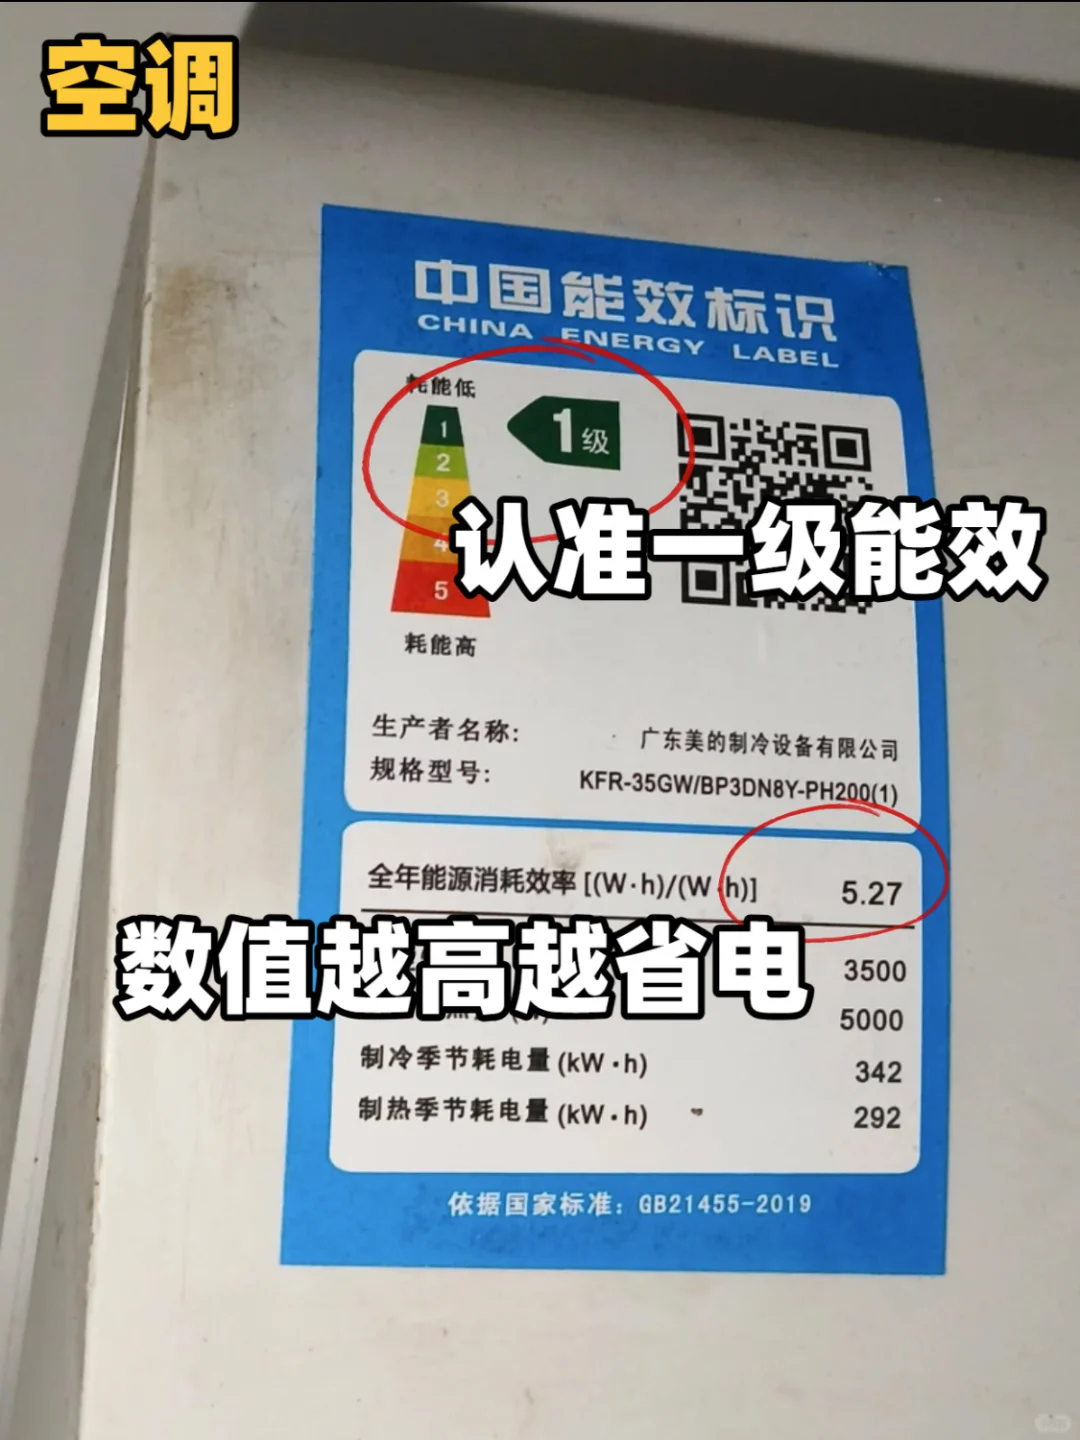 空调
中国能效标识
CHINA ENERGY LABEL
耗能低
1
1级
2
3
4
5
认准一级能效
耗能高
生产者名称: 广东美的制冷设备有限公司
规格型号: KFR-35GW/BP3DN8Y-PH200(1)
全年能源消耗效率[(W·h)/(W·h)] 5.27
数值越高越省电
3500
5000
制冷季节耗电量(kW·h) 342
制热季节耗电量(kW·h) 292
依据国家标准: GB21455-2019